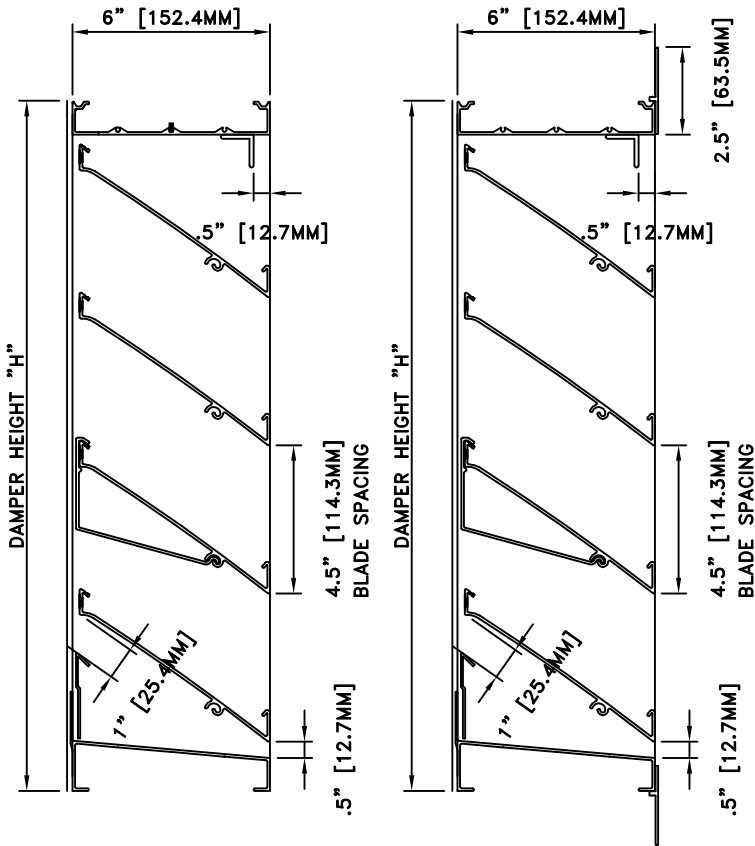 6” [152.4MM]
.5” [12.7MM]
DAMPER HEIGHT ”H”
4.5” [114.3MM]
BLADE SPACING
1” [25.4MM]
.5” [12.7MM]
6” [152.4MM]
2.5” [63.5MM]
.5” [12.7MM]
DAMPER HEIGHT ”H”
4.5” [114.3MM]
BLADE SPACING
1” [25.4MM]
.5” [12.7MM]